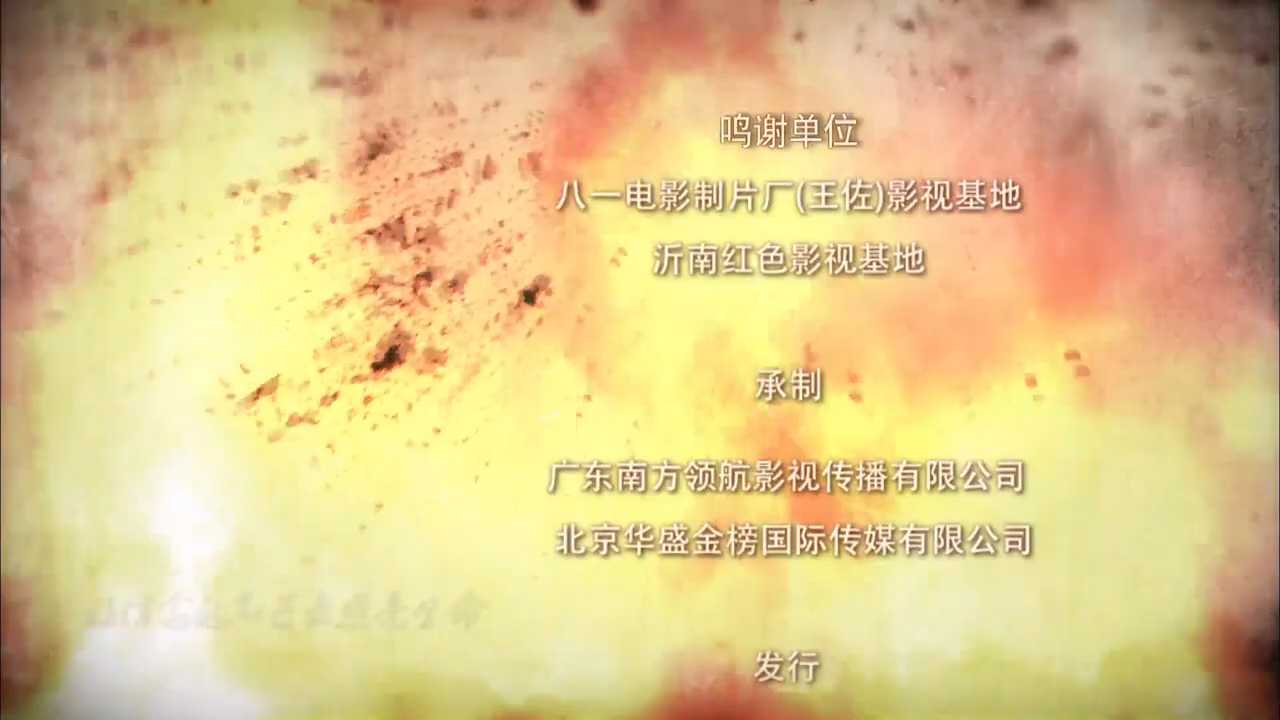 鸣谢单位
八一电影制片厂(王佐)影视基地
沂南红色影视基地
承制
广东南方领航影视传播有限公司
北京华盛金榜国际传媒有限公司
发行